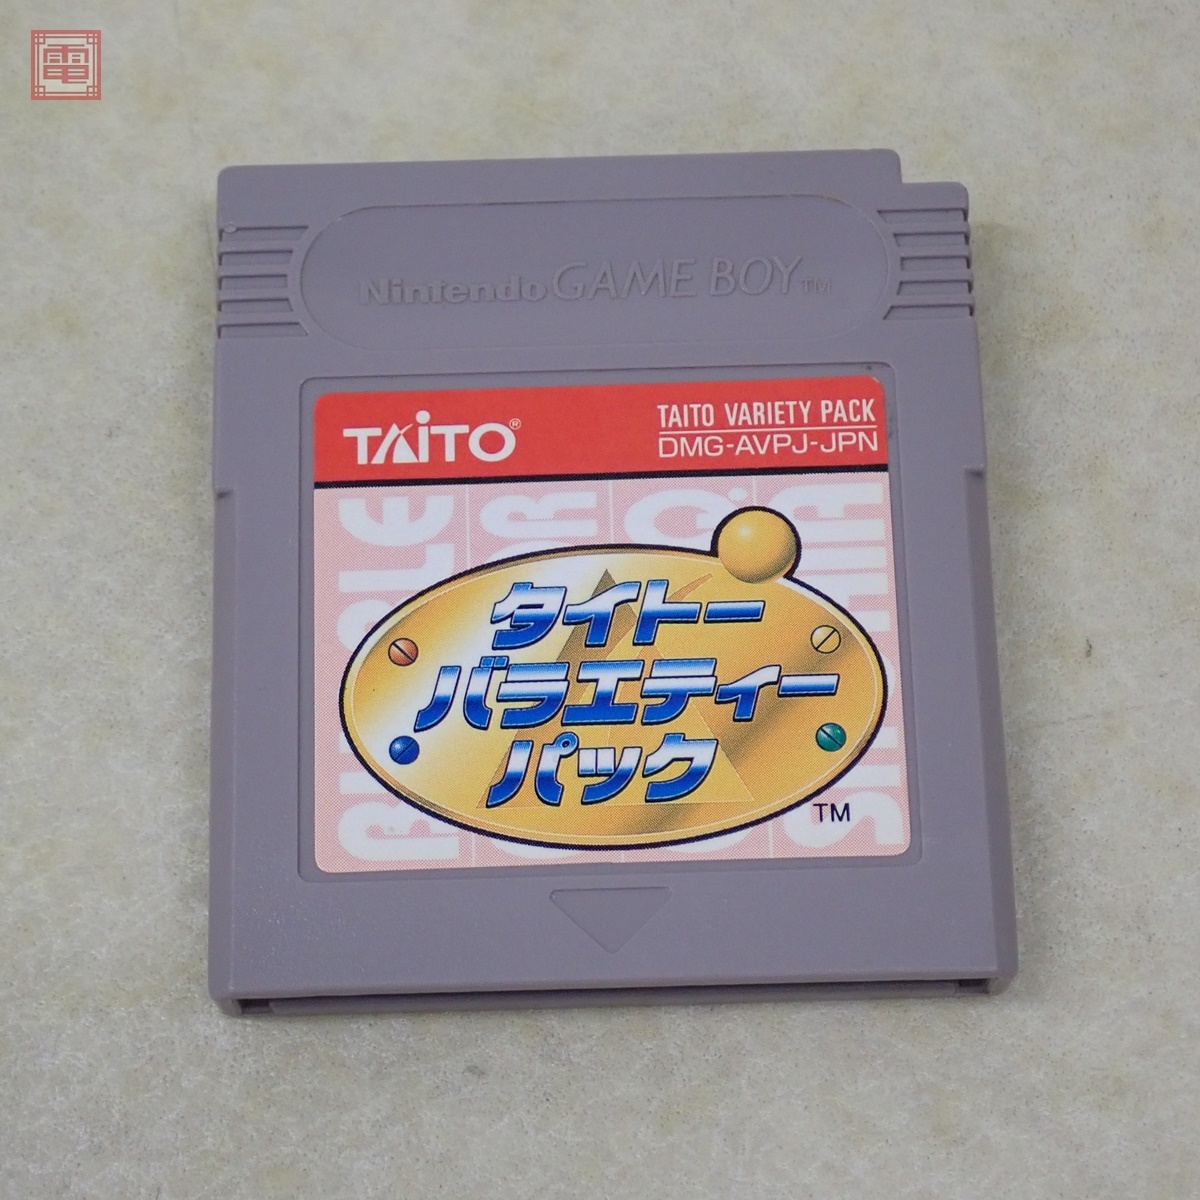 電
Nintendo GAME BOY™
TAITO®
TAITO VARIETY PACK
DMG-AVPJ-JPN
タイトー
バラエティー
パック
TM